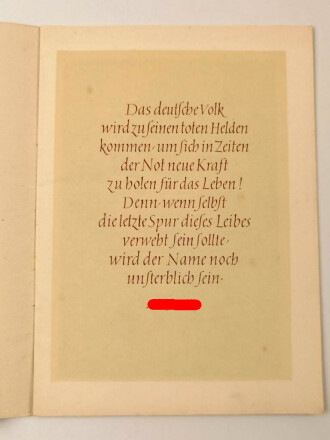 Das deutsche Volk
wird zu seinen toten Helden
kommen, um sich in Zeiten
der Not neue Kraft
zu holen für das Leben!
Denn, wenn selbst
die letzte Spur dieses Leibes
verweht sein sollte,
wird der Name noch
unsterblich sein.